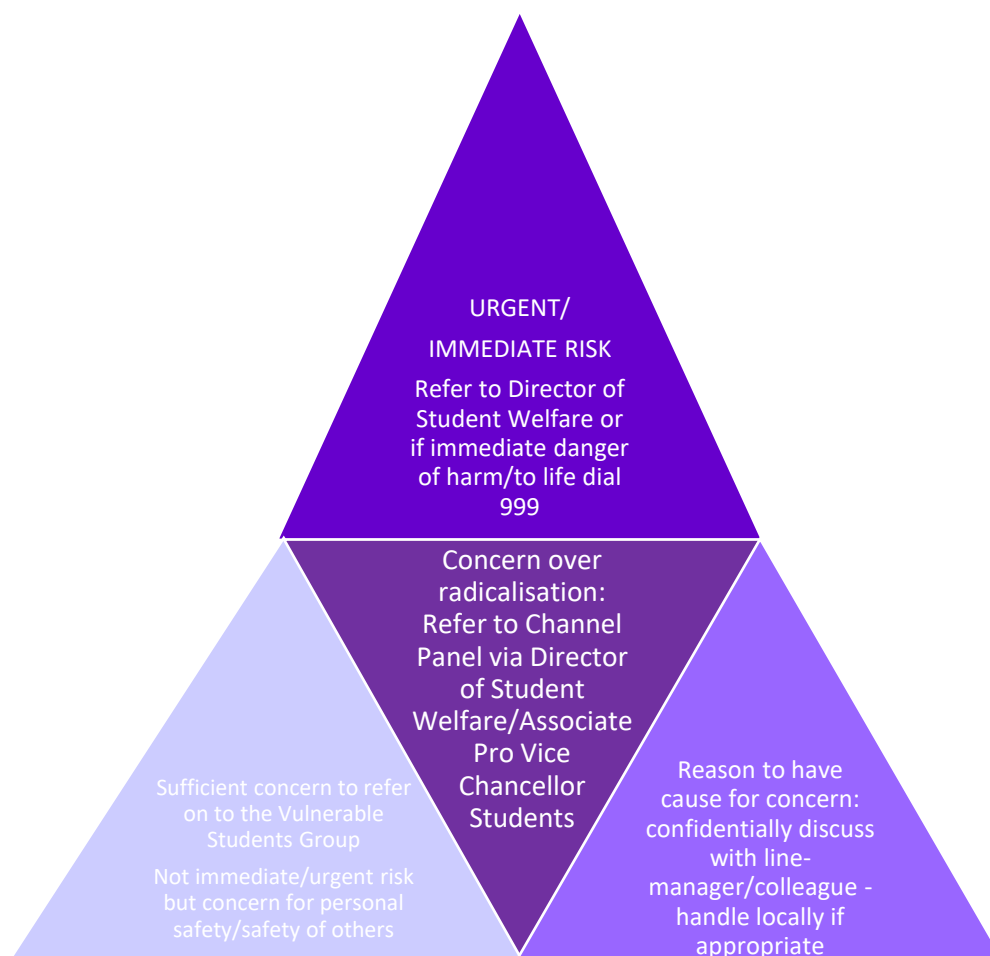 URGENT/
IMMEDIATE RISK
Refer to Director of
Student Welfare or
if immediate danger
of harm/to life dial
999
Concern over
radicalisation:
Refer to Channel
Panel via Director
of Student
Welfare/Associate
Pro Vice
Chancellor
Students
Sufficient concern to refer
on to the Vulnerable
Students Group
Not immediate/urgent risk
but concern for personal
safety/safety of others
Reason to have
cause for concern:
confidentially discuss
with line-
manager/colleague -
handle locally if
appropriate